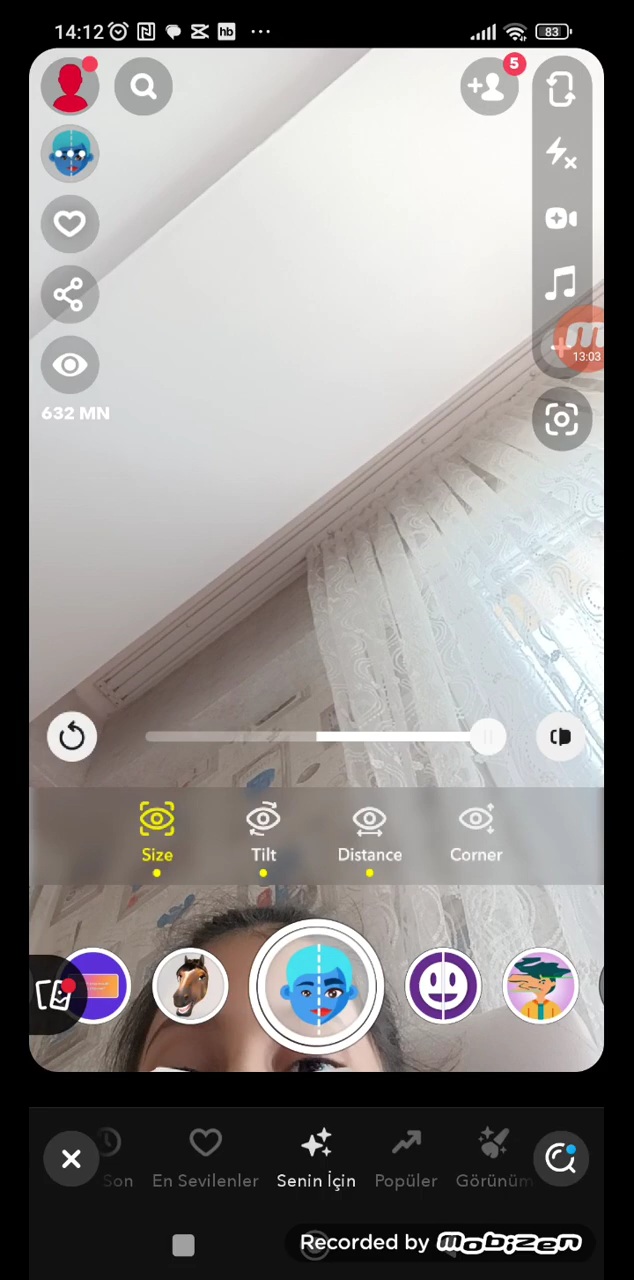 14:12
hb
83
5
13:03
632 MN
Size
Tilt
Distance
Corner
Son
En Sevilenler
Senin İçin
Popüler
Görünüm
Recorded by mobizen